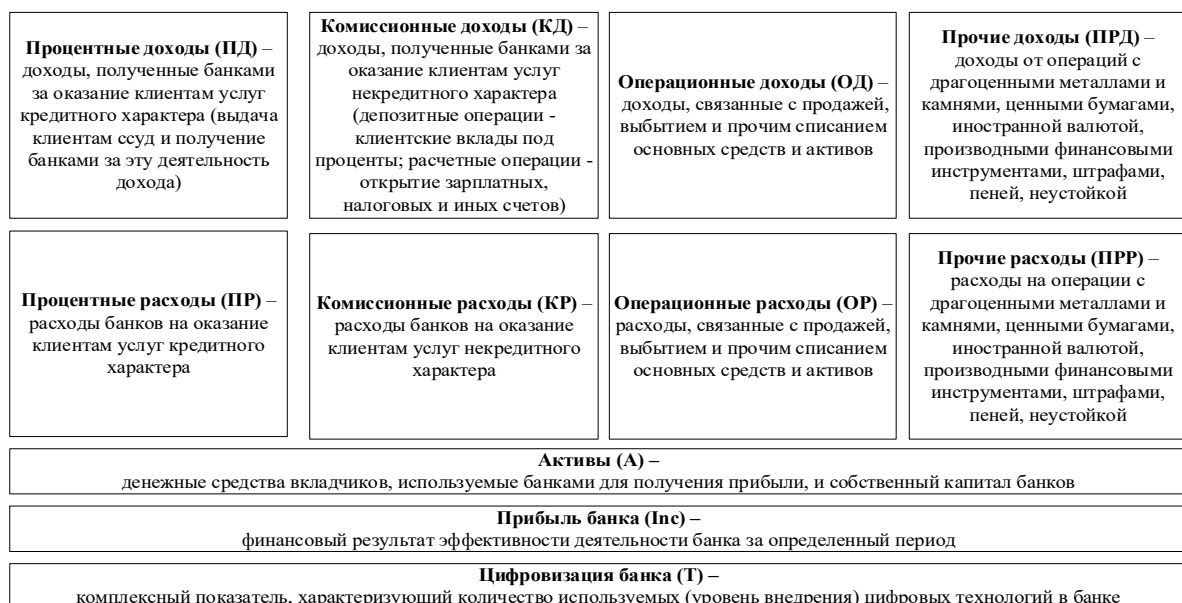 Процентные доходы (ПД) –
доходы, полученные банками
за оказание клиентам услуг
кредитного характера (выдача
клиентам ссуд и получение
банками за эту деятельность
дохода)
Комиссионные доходы (КД) –
доходы, полученные банками за
оказание клиентам услуг
некредитного характера
(депозитные операции -
клиентские вклады под
проценты; расчетные операции -
открытие зарплатных,
налоговых и иных счетов)
Операционные доходы (ОД) –
доходы, связанные с продажей,
выбытием и прочим списанием
основных средств и активов
Прочие доходы (ПРД) –
доходы от операций с
драгоценными металлами и
камнями, ценными бумагами,
иностранной валютой,
производными финансовыми
инструментами, штрафами,
пеней, неустойкой
Процентные расходы (ПР) –
расходы банков на оказание
клиентам услуг кредитного
характера
Комиссионные расходы (КР) –
расходы банков на оказание
клиентам услуг некредитного
характера
Операционные расходы (ОР) –
расходы, связанные с продажей,
выбытием и прочим списанием
основных средств и активов
Прочие расходы (ПРР) –
расходы на операции с
драгоценными металлами и
камнями, ценными бумагами,
иностранной валютой,
производными финансовыми
инструментами, штрафами,
пеней, неустойкой
Активы (А) –
денежные средства вкладчиков, используемые банками для получения прибыли, и собственный капитал банков
Прибыль банка (Inc) –
финансовый результат эффективности деятельности банка за определенный период
Цифровизация банка (Т) –
комплексный показатель, характеризующий количество используемых (уровень внедрения) цифровых технологий в банке